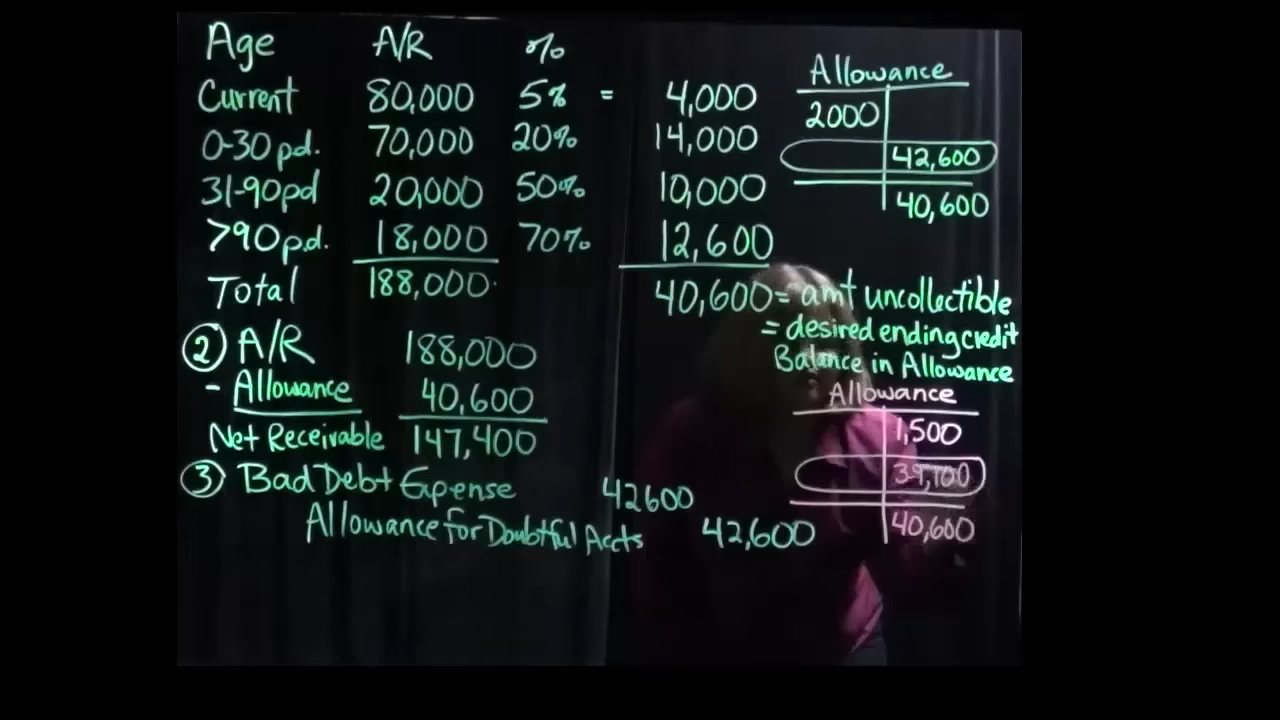 Age A/R %
Current 80,000 5% = 4,000
0-30 pd. 70,000 20% 14,000
31-90 pd 20,000 50% 10,000
>90 p.d. 18,000 70% 12,600
Total 188,000 40,600 = amt uncollectible
= desired ending credit
Balance in Allowance
② A/R 188,000
- Allowance 40,600
Net Receivable 147,400
③ Bad Debt Expense 42600
Allowance for Doubtful Accts 42,600
Allowance
2000
42,600
40,600
Allowance
1,500
39,100
40,600